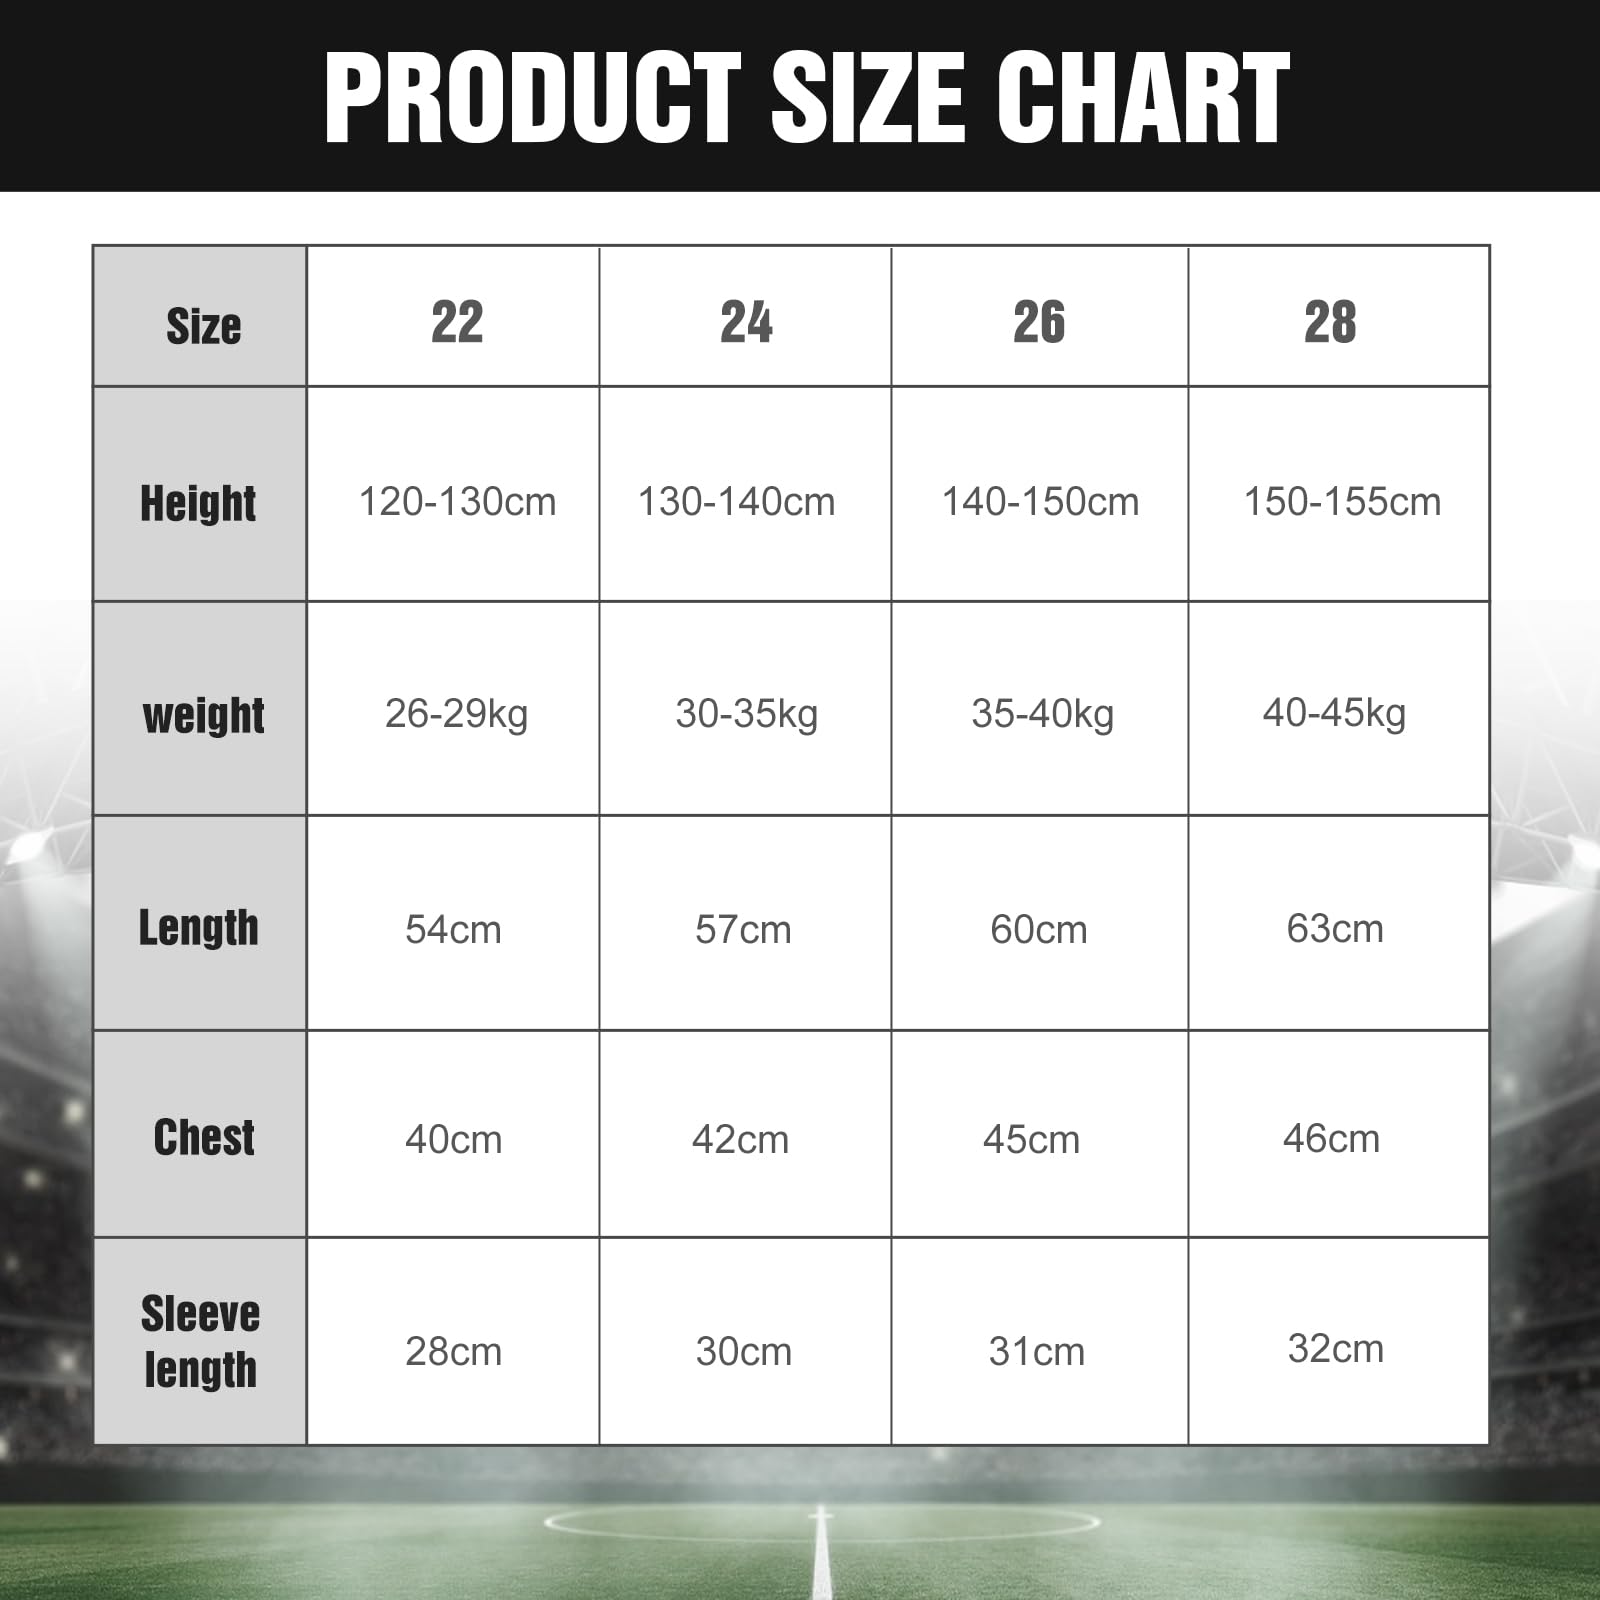 PRODUCT SIZE CHART
Size 22 24 26 28
Height 120-130cm 130-140cm 140-150cm 150-155cm
weight 26-29kg 30-35kg 35-40kg 40-45kg
Length 54cm 57cm 60cm 63cm
Chest 40cm 42cm 45cm 46cm
Sleeve
length 28cm 30cm 31cm 32cm